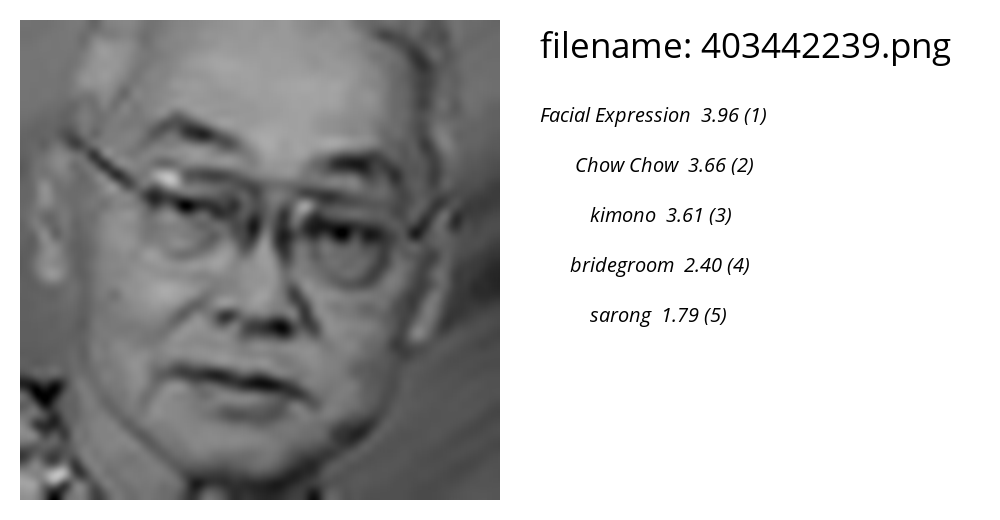 filename: 403442239.png
Facial Expression 3.96 (1)
Chow Chow 3.66 (2)
kimono 3.61 (3)
bridegroom 2.40 (4)
sarong 1.79 (5)